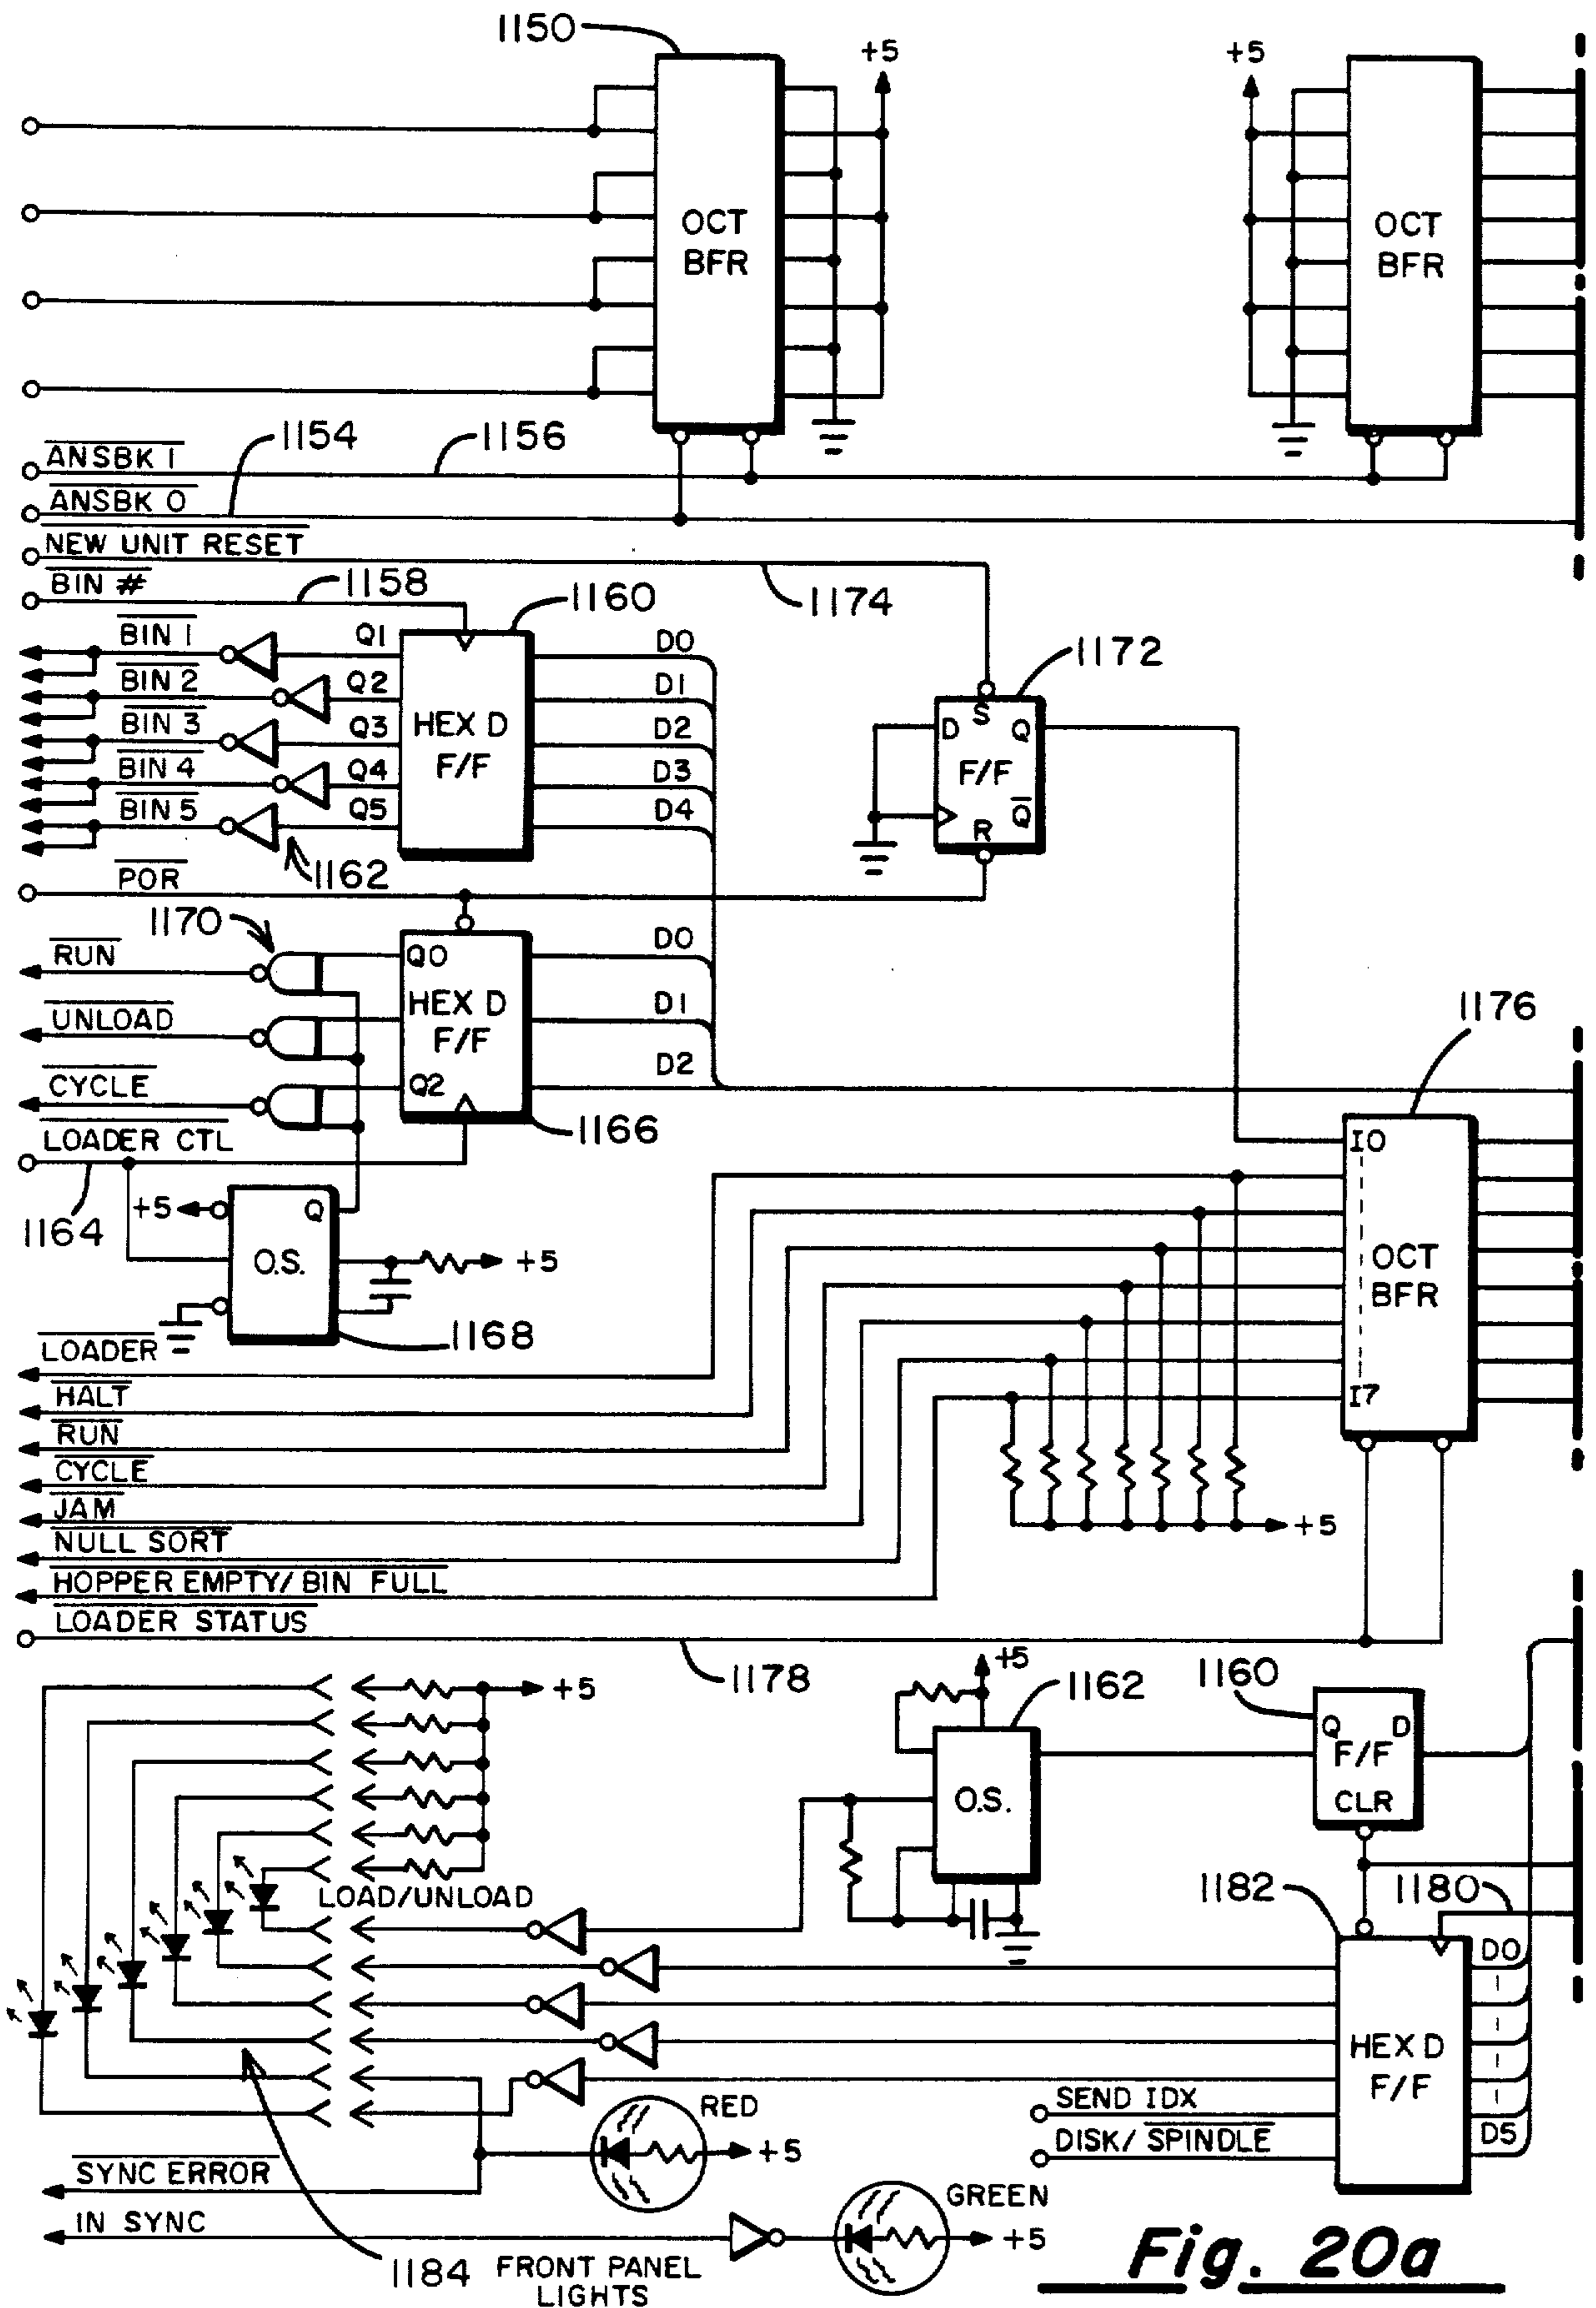 1150
+5
+5
OCT
BFR
OCT
BFR
1154
1156
ANSBK 1
ANSBK 0
NEW UNIT RESET
BIN #
1158
1160
1174
BIN 1
Q1
D0
1172
BIN 2
Q2
D1
BIN 3
Q3
HEX D
D2
D
S
Q
BIN 4
Q4
F/F
D3
F/F
BIN 5
Q5
D4
R
Q
1162
POR
1170
RUN
Q0
D0
HEX D
F/F
UNLOAD
D1
1176
CYCLE
Q2
D2
LOADER CTL
1166
I0
+5
Q
1164
O.S.
+5
OCT
BFR
1168
LOADER
HALT
I7
RUN
CYCLE
JAM
+5
NULL SORT
HOPPER EMPTY/ BIN FULL
LOADER STATUS
1178
+5
+5
1162
1160
Q
D
F/F
O.S.
CLR
LOAD/UNLOAD
1182
1180
D0
HEX D
F/F
SEND IDX
RED
DISK/ SPINDLE
D5
+5
SYNC ERROR
IN SYNC
GREEN
+5
1184
FRONT PANEL
LIGHTS
Fig. 20a